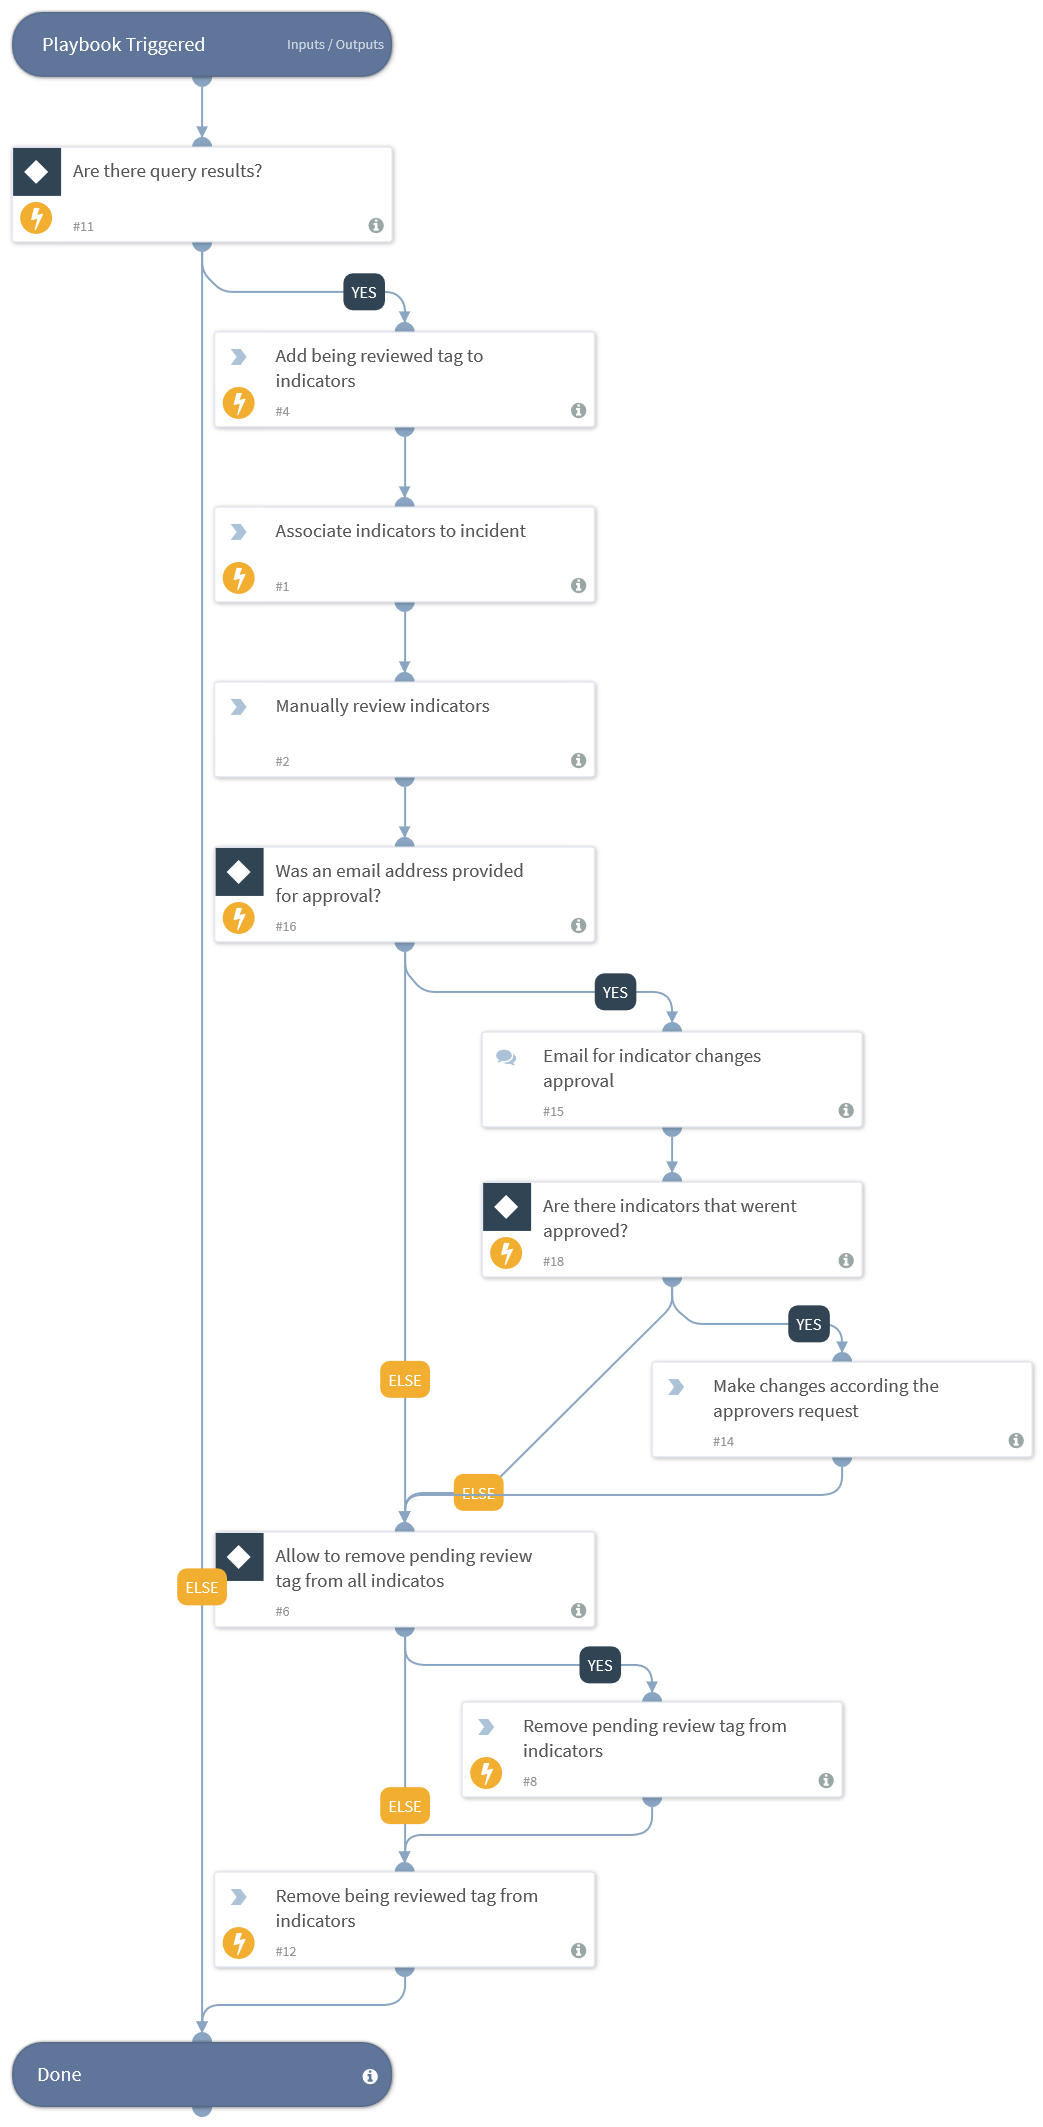 Playbook Triggered
Inputs / Outputs
Are there query results?
#11
YES
Add being reviewed tag to
indicators
#4
Associate indicators to incident
#1
Manually review indicators
#2
Was an email address provided
for approval?
#16
YES
Email for indicator changes
approval
#15
Are there indicators that werent
approved?
#18
YES
ELSE
Make changes according the
approvers request
#14
ELSE
Allow to remove pending review
tag from all indicatos
ELSE
#6
YES
Remove pending review tag from
indicators
#8
ELSE
Remove being reviewed tag from
indicators
#12
Done